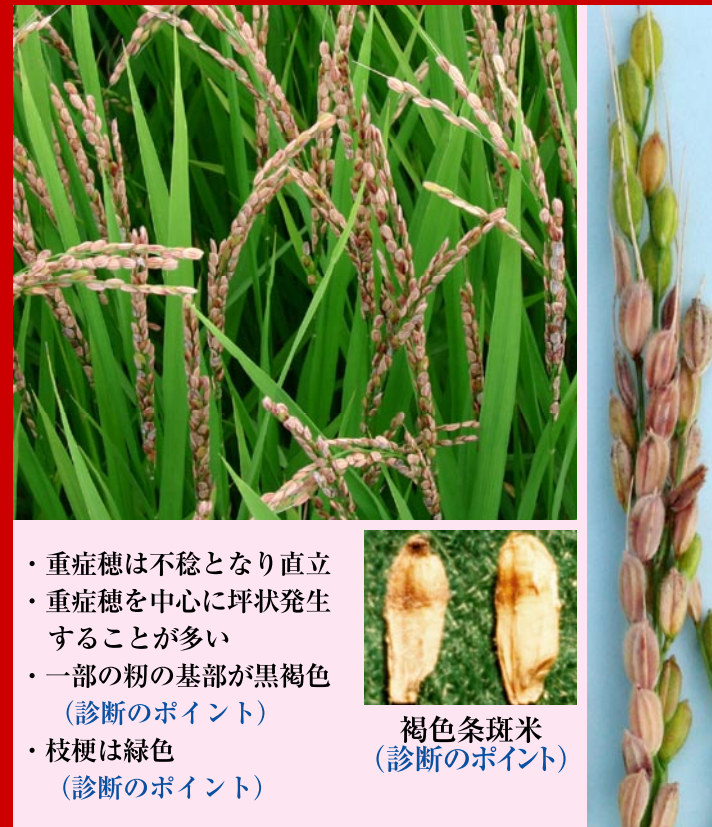 ・重症穂は不稔となり直立
・重症穂を中心に坪状発生
することが多い
・一部の籾の基部が黒褐色
（診断のポイント）
・枝梗は緑色
（診断のポイント）
褐色条斑米
（診断のポイント）